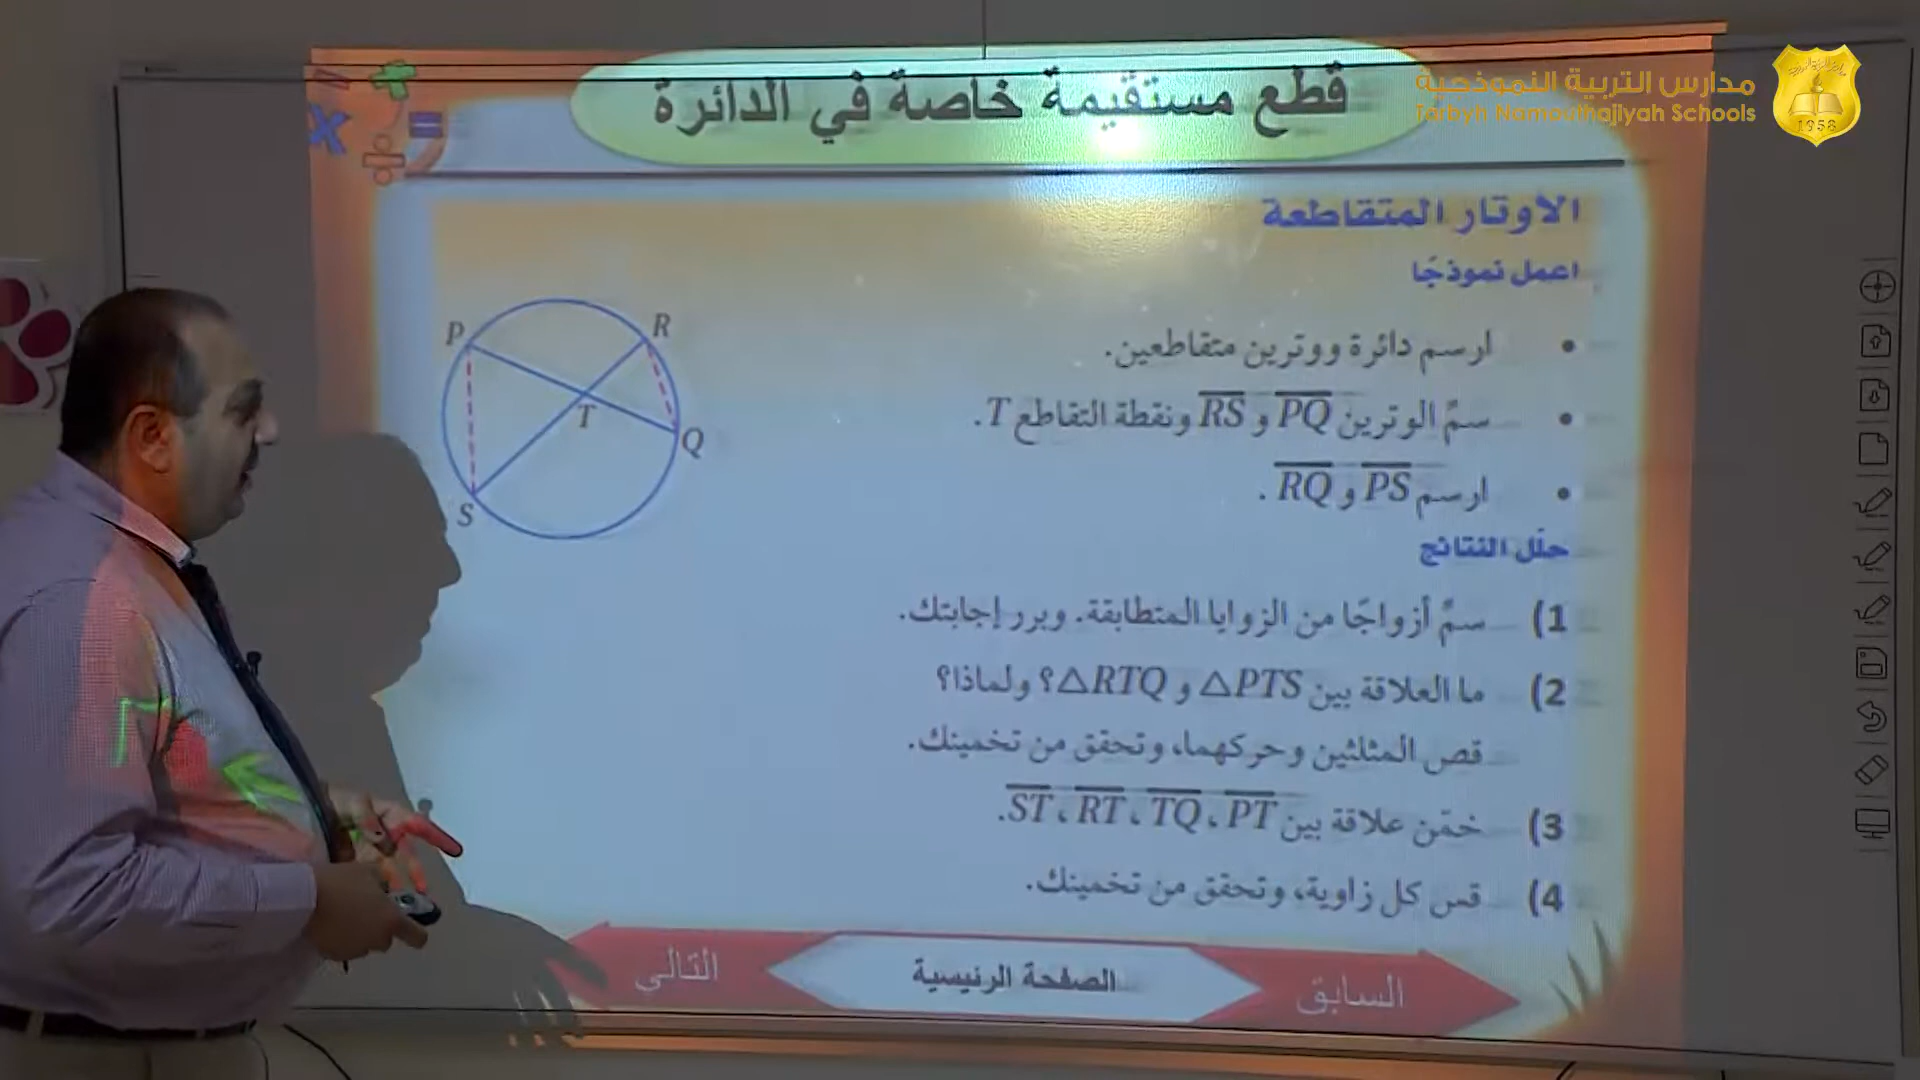 قطع مستقيمة خاصة في الدائرة
مدارس التربية النموذجية
Tarbyh Namouthajiyah Schools
1958
الأوتار المتقاطعة
اعمل نموذجًا
• ارسم دائرة ووترين متقاطعين.
• سمِّ الوترين PQ و RS ونقطة التقاطع T.
• ارسم PS و RQ.
حلّل النتائج
1) سمِّ أزواجًا من الزوايا المتطابقة. وبرر إجابتك.
2) ما العلاقة بين △PTS و △RTQ؟ ولماذا؟
قص المثلثين وحركهما، وتحقق من تخمينك.
3) خمّن علاقة بين PT، TQ، RT، ST.
4) قس كل زاوية، وتحقق من تخمينك.
P
R
T
Q
S
السابق
الصفحة الرئيسية
التالي